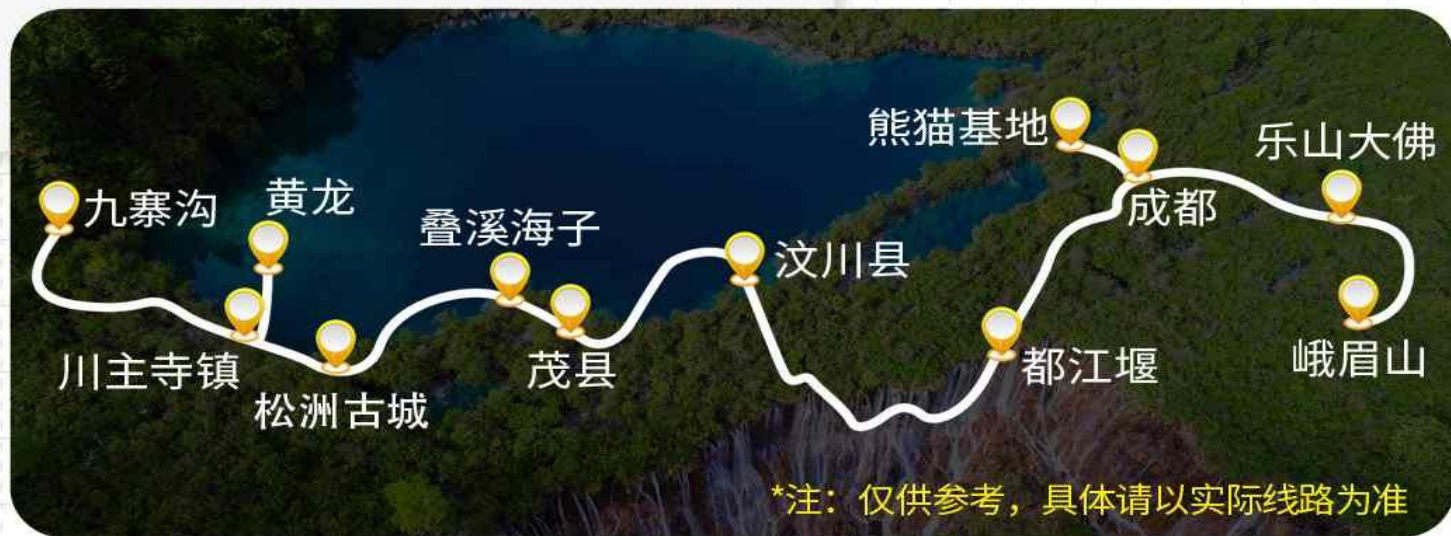 熊猫基地
乐山大佛
九寨沟
黄龙
成都
叠溪海子
汶川县
川主寺镇
茂县
都江堰
峨眉山
松洲古城
*注：仅供参考，具体请以实际线路为准